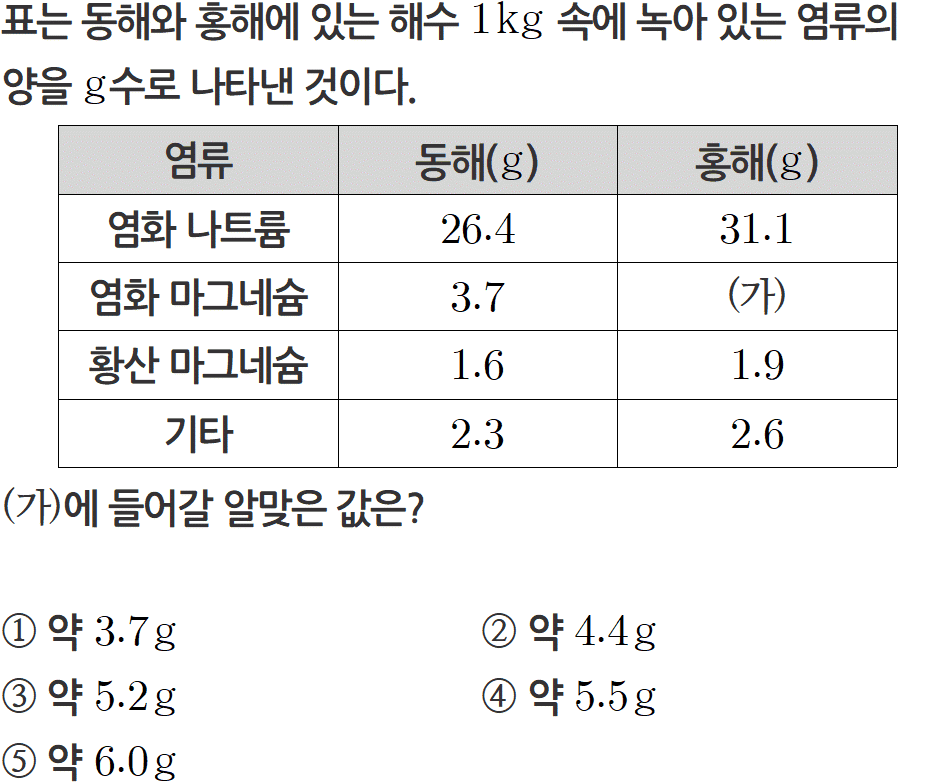 표는 동해와 홍해에 있는 해수 1kg 속에 녹아 있는 염류의
양을 g수로 나타낸 것이다.
염류 동해(g) 홍해(g)
염화 나트륨 26.4 31.1
염화 마그네슘 3.7 (가)
황산 마그네슘 1.6 1.9
기타 2.3 2.6
(가)에 들어갈 알맞은 값은?
① 약 3.7g ② 약 4.4g
③ 약 5.2g ④ 약 5.5g
⑤ 약 6.0g